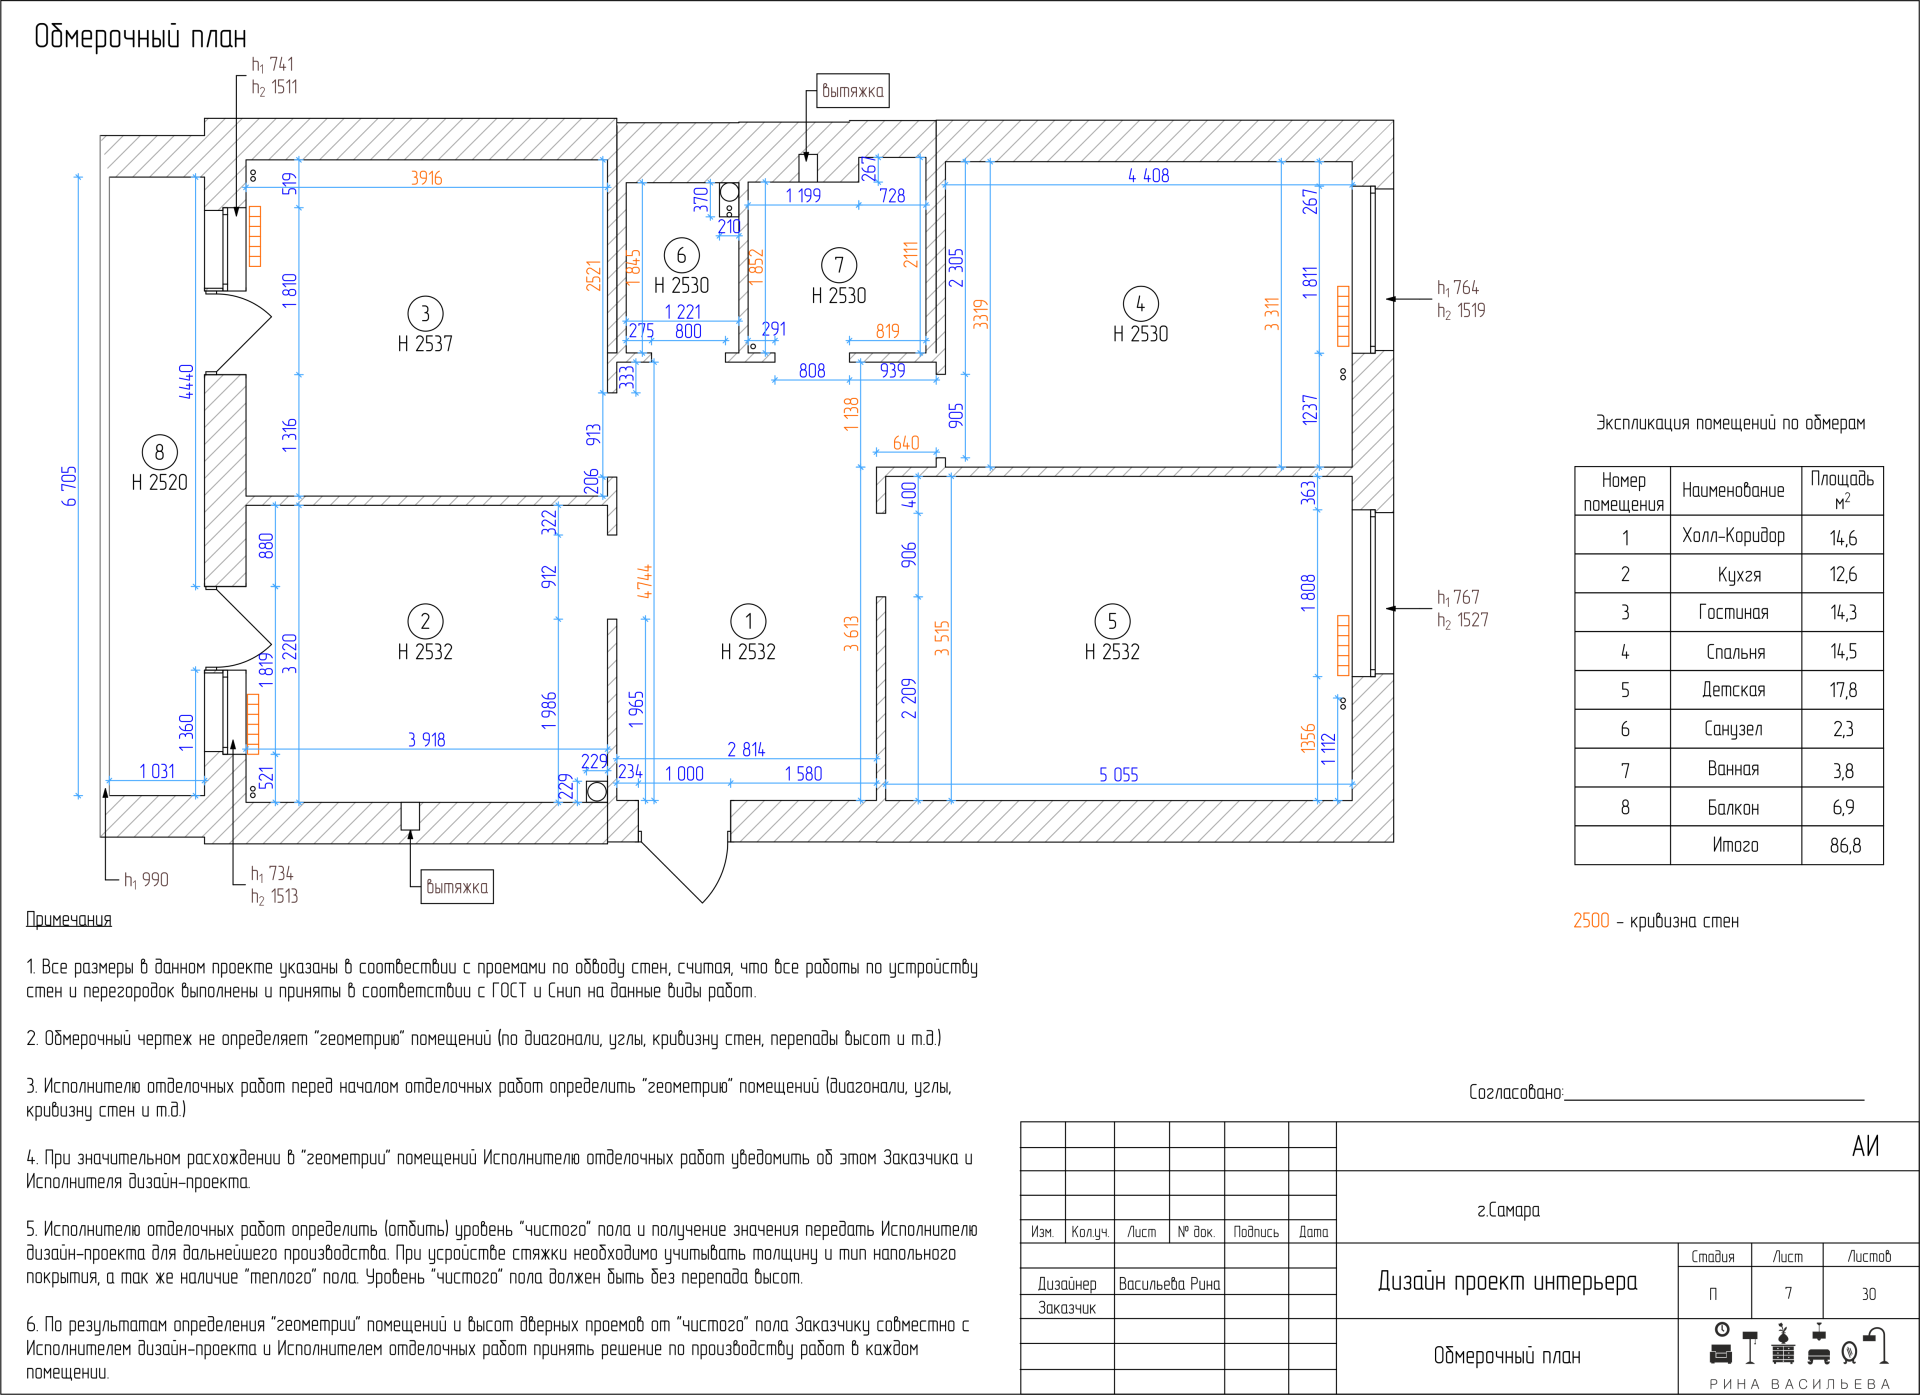 Обмерочный план
h1 741
h2 1511
вытяжка
519
3916
370
1 199
267
728
4 408
267
210
6
H 2530
1 845
1 852
7
H 2530
2111
2 305
1 811
2521
1 810
3
H 2537
1 221
275
800
291
819
3319
4
H 2530
3 311
h1 764
h2 1519
4440
333
808
939
1 138
905
1237
1 316
913
640
206
8
H 2520
6 705
400
363
322
880
912
906
4744
1 808
h1 767
h2 1527
2
H 2532
1
H 2532
3 613
3 515
5
H 2532
1 819
3 220
1 986
1 965
2 209
1 360
3 918
2 814
1356
1 112
1 031
521
229
229
234
1 000
1 580
5 055
h1 990
h1 734
h2 1513
вытяжка
Экспликация помещений по обмерам
Номер помещения
Наименование
Площадь м2
1 Холл-Коридор 14,6
2 Кухгя 12,6
3 Гостиная 14,3
4 Спальня 14,5
5 Детская 17,8
6 Санузел 2,3
7 Ванная 3,8
8 Балкон 6,9
Итого 86,8
2500 - кривизна стен
Примечания
1. Все размеры в данном проекте указаны в соотвествии с проемами по обводу стен, считая, что все работы по устройству
стен и перегородок выполнены и приняты в соответствии с ГОСТ и Снип на данные виды работ.
2. Обмерочный чертеж не определяет "геометрию" помещений (по диагонали, углы, кривизну стен, перепады высот и т.д.)
3. Исполнителю отделочных работ перед началом отделочных работ определить "геометрию" помещений (диагонали, углы,
кривизну стен и т.д.)
4. При значительном расхождении в "геометрии" помещений Исполнителю отделочных работ уведомить об этом Заказчика и
Исполнителя дизайн-проекта.
5. Исполнителю отделочных работ определить (отбить) уровень "чистого" пола и получение значения передать Исполнителю
дизайн-проекта для дальнейшего производства. При усройстве стяжки необходимо учитывать толщину и тип напольного
покрытия, а так же наличие "теплого" пола. Уровень "чистого" пола должен быть без перепада высот.
6. По результатам определения "геометрии" помещений и высот дверных проемов от "чистого" пола Заказчику совместно с
Исполнителем дизайн-проекта и Исполнителем отделочных работ принять решение по производству работ в каждом
помещении.
Согласовано:
АИ
г.Самара
Изм. Кол.уч. Лист № док. Подпись Дата
Дизайнер Васильева Рина
Заказчик
Дизайн проект интерьера
Стадия Лист Листов
П 7 30
Обмерочный план
РИНА ВАСИЛЬЕВА